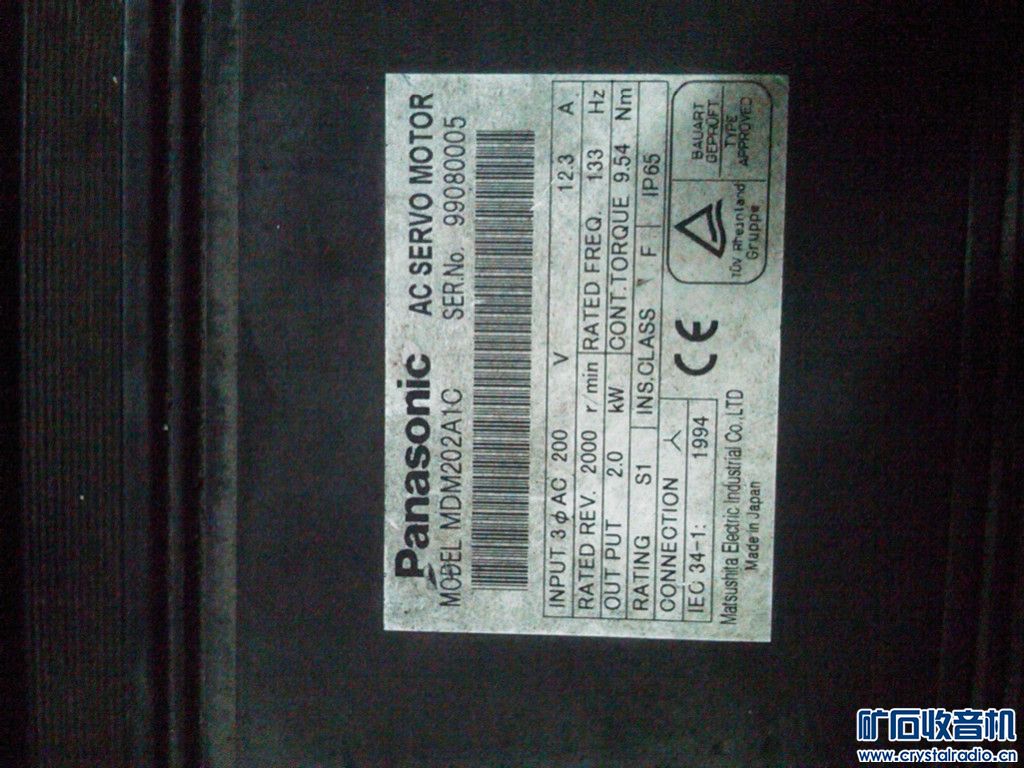 Panasonic AC SERVO MOTOR
MODEL MDM202A1C SER.No. 99080005
INPUT 3φ AC 200 V 12.3 A
RATED REV. 2000 r/min RATED FREQ. 133 Hz
OUTPUT 2.0 kW CONT.TORQUE 9.54 Nm
RATING S1 INS.CLASS F IP65
CONNECTION 人
IEC 34-1: 1994
CE
TÜV Rheinland
Gruppe
BAUART
GEPRÜFT
TYPE
APPROVED
Matsushita Electric Industrial Co.,LTD
Made in Japan
矿石收音机
www.crystalradio.cn